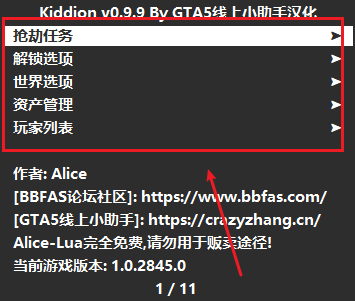 Kiddion v0.9.9 By GTA5线上小助手汉化
抢劫任务
解锁选项
世界选项
资产管理
玩家列表
作者: Alice
[BBFAS论坛社区]: https://www.bbfas.com/
[GTA5线上小助手]: https://crazyzhang.cn/
Alice-Lua完全免费,请勿用于贩卖途径!
当前游戏版本: 1.0.2845.0
1 / 11